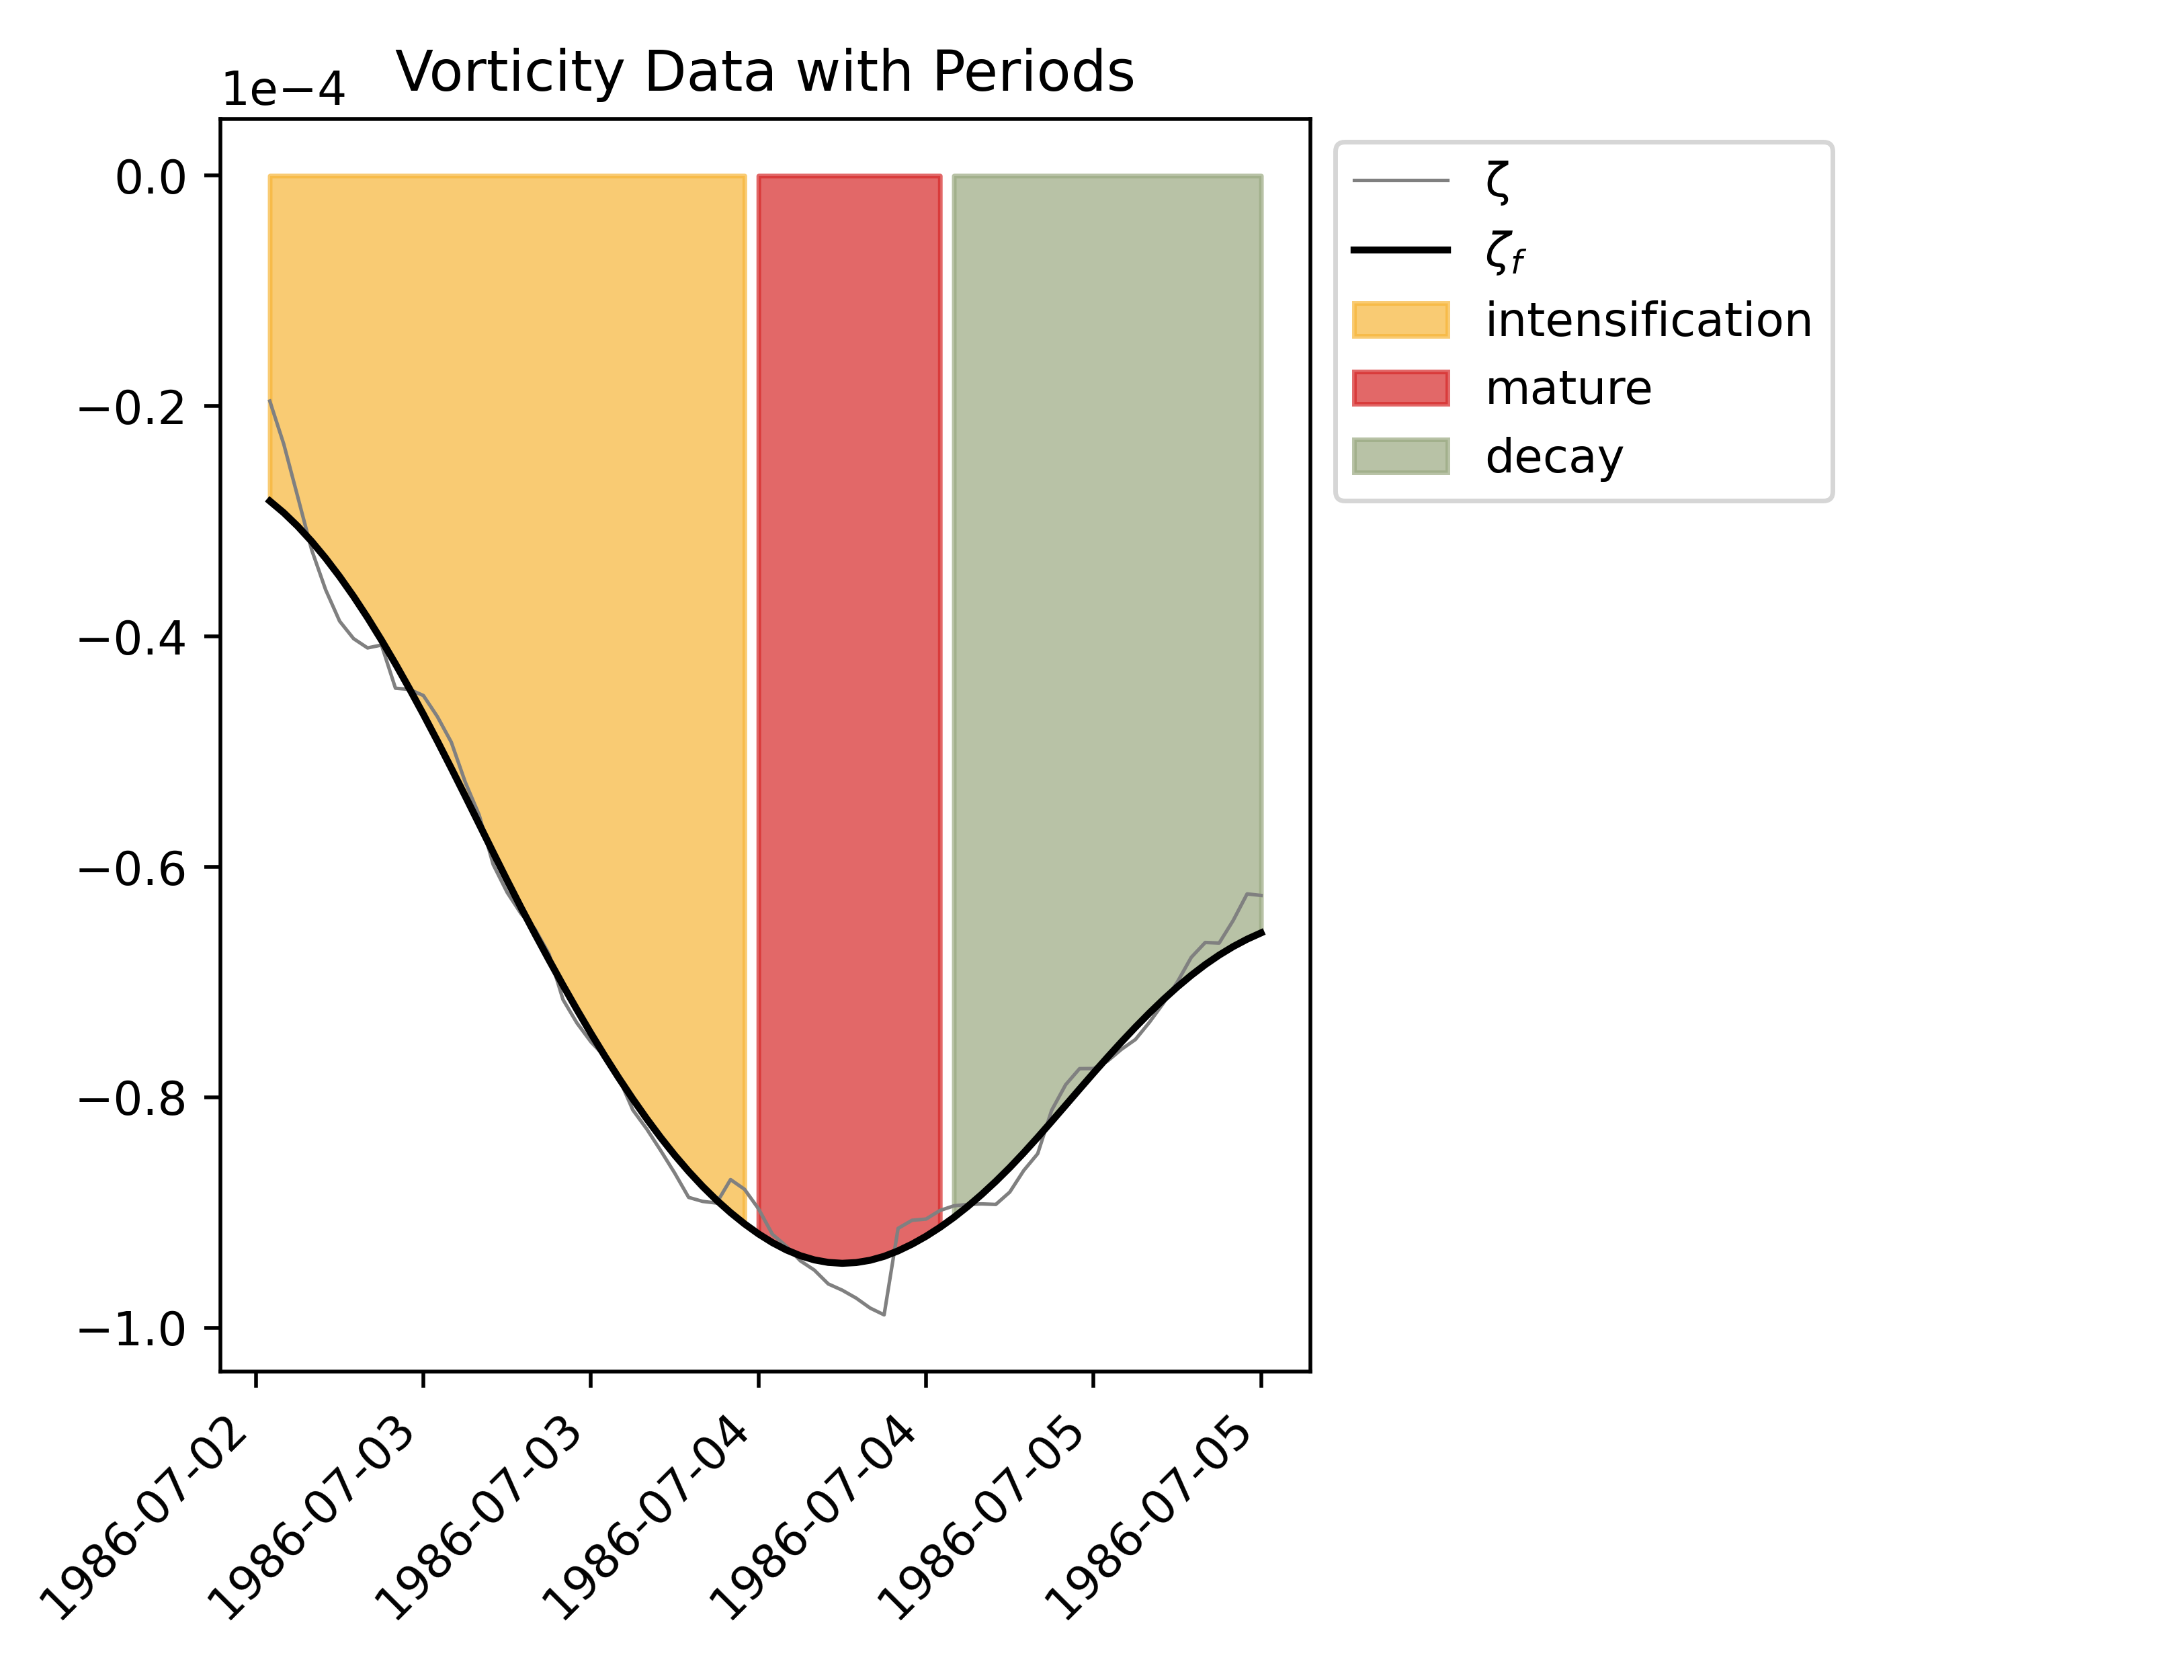 Vorticity Data with Periods
1e−4
0.0
−0.2
−0.4
−0.6
−0.8
−1.0
1986-07-02
1986-07-03
1986-07-03
1986-07-04
1986-07-04
1986-07-05
1986-07-05
ζ
ζf
intensification
mature
decay